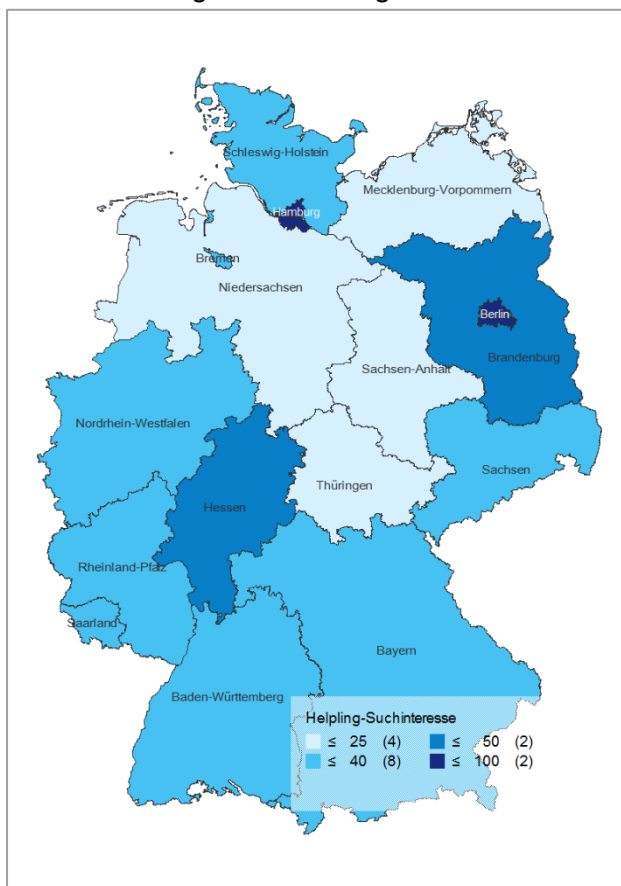 Schleswig-Holstein
Mecklenburg-Vorpommern
Hamburg
Bremen
Niedersachsen
Berlin
Brandenburg
Sachsen-Anhalt
Nordrhein-Westfalen
Sachsen
Thüringen
Hessen
Rheinland-Pfalz
Saarland
Bayern
Baden-Württemberg
Helpling-Suchinteresse
≤ 25 (4) ≤ 50 (2)
≤ 40 (8) ≤ 100 (2)